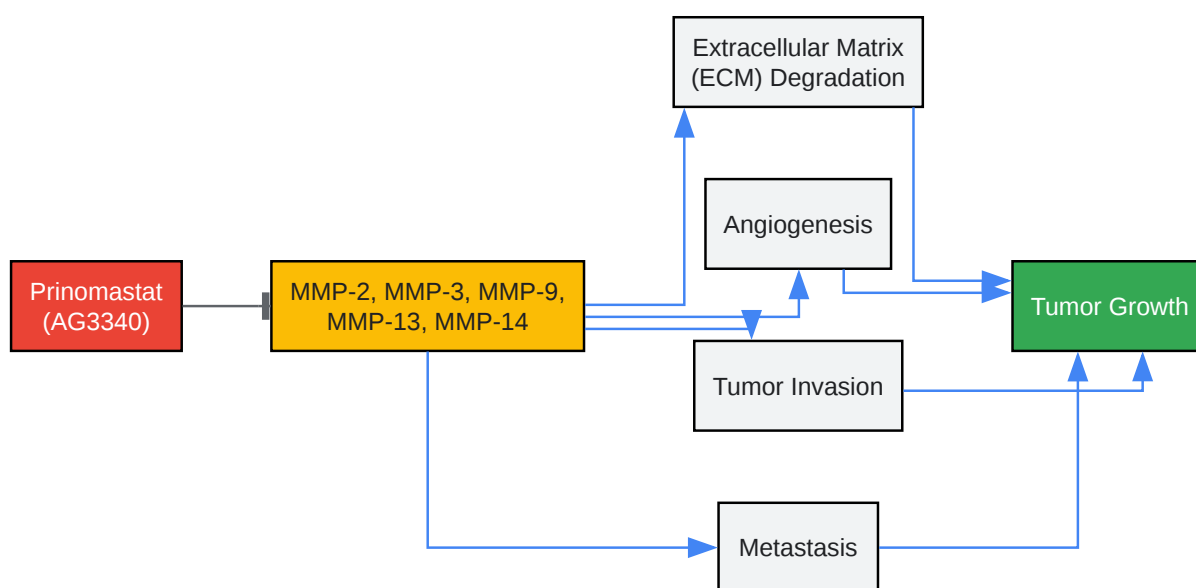 Extracellular Matrix
(ECM) Degradation
Angiogenesis
Prinomastat
(AG3340)
MMP-2, MMP-3, MMP-9,
MMP-13, MMP-14
Tumor Growth
Tumor Invasion
Metastasis